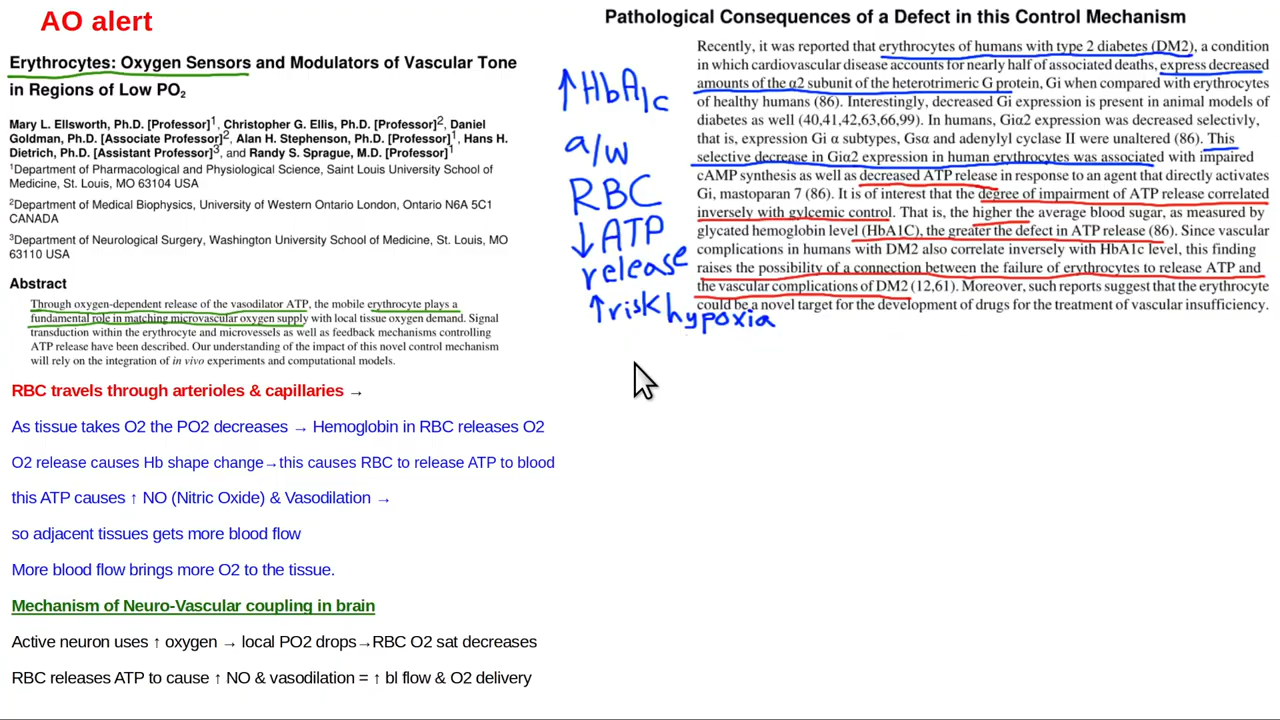 AO alert
Erythrocytes: Oxygen Sensors and Modulators of Vascular Tone
in Regions of Low PO2
Mary L. Ellsworth, Ph.D. [Professor]1, Christopher G. Ellis, Ph.D. [Professor]2, Daniel
Goldman, Ph.D. [Associate Professor]2, Alan H. Stephenson, Ph.D. [Professor]1, Hans H.
Dietrich, Ph.D. [Assistant Professor]3, and Randy S. Sprague, M.D. [Professor]1
1Department of Pharmacological and Physiological Science, Saint Louis University School of
Medicine, St. Louis, MO 63104 USA
2Department of Medical Biophysics, University of Western Ontario London, Ontario N6A 5C1
CANADA
3Department of Neurological Surgery, Washington University School of Medicine, St. Louis, MO
63110 USA
Abstract
Through oxygen-dependent release of the vasodilator ATP, the mobile erythrocyte plays a
fundamental role in matching microvascular oxygen supply with local tissue oxygen demand. Signal
transduction within the erythrocyte and microvessels as well as feedback mechanisms controlling
ATP release have been described. Our understanding of the impact of this novel control mechanism
will rely on the integration of in vivo experiments and computational models.
RBC travels through arterioles & capillaries →
As tissue takes O2 the PO2 decreases → Hemoglobin in RBC releases O2
O2 release causes Hb shape change→this causes RBC to release ATP to blood
this ATP causes ↑ NO (Nitric Oxide) & Vasodilation →
so adjacent tissues gets more blood flow
More blood flow brings more O2 to the tissue.
Mechanism of Neuro-Vascular coupling in brain
Active neuron uses ↑ oxygen → local PO2 drops→RBC O2 sat decreases
RBC releases ATP to cause ↑ NO & vasodilation = ↑ bl flow & O2 delivery
Pathological Consequences of a Defect in this Control Mechanism
Recently, it was reported that erythrocytes of humans with type 2 diabetes (DM2), a condition
in which cardiovascular disease accounts for nearly half of associated deaths, express decreased
amounts of the α2 subunit of the heterotrimeric G protein, Gi when compared with erythrocytes
of healthy humans (86). Interestingly, decreased Gi expression is present in animal models of
diabetes as well (40,41,42,63,66,99). In humans, Giα2 expression was decreased selectivly,
that is, expression Gi α subtypes, Gsα and adenylyl cyclase II were unaltered (86). This
selective decrease in Giα2 expression in human erythrocytes was associated with impaired
cAMP synthesis as well as decreased ATP release in response to an agent that directly activates
Gi, mastoparan 7 (86). It is of interest that the degree of impairment of ATP release correlated
inversely with gylcemic control. That is, the higher the average blood sugar, as measured by
glycated hemoglobin level (HbA1C), the greater the defect in ATP release (86). Since vascular
complications in humans with DM2 also correlate inversely with HbA1c level, this finding
raises the possibility of a connection between the failure of erythrocytes to release ATP and
the vascular complications of DM2 (12,61). Moreover, such reports suggest that the erythrocyte
could be a novel target for the development of drugs for the treatment of vascular insufficiency.
↑HbA1c
a/w
RBC
↓ATP
release
↑risk hypoxia